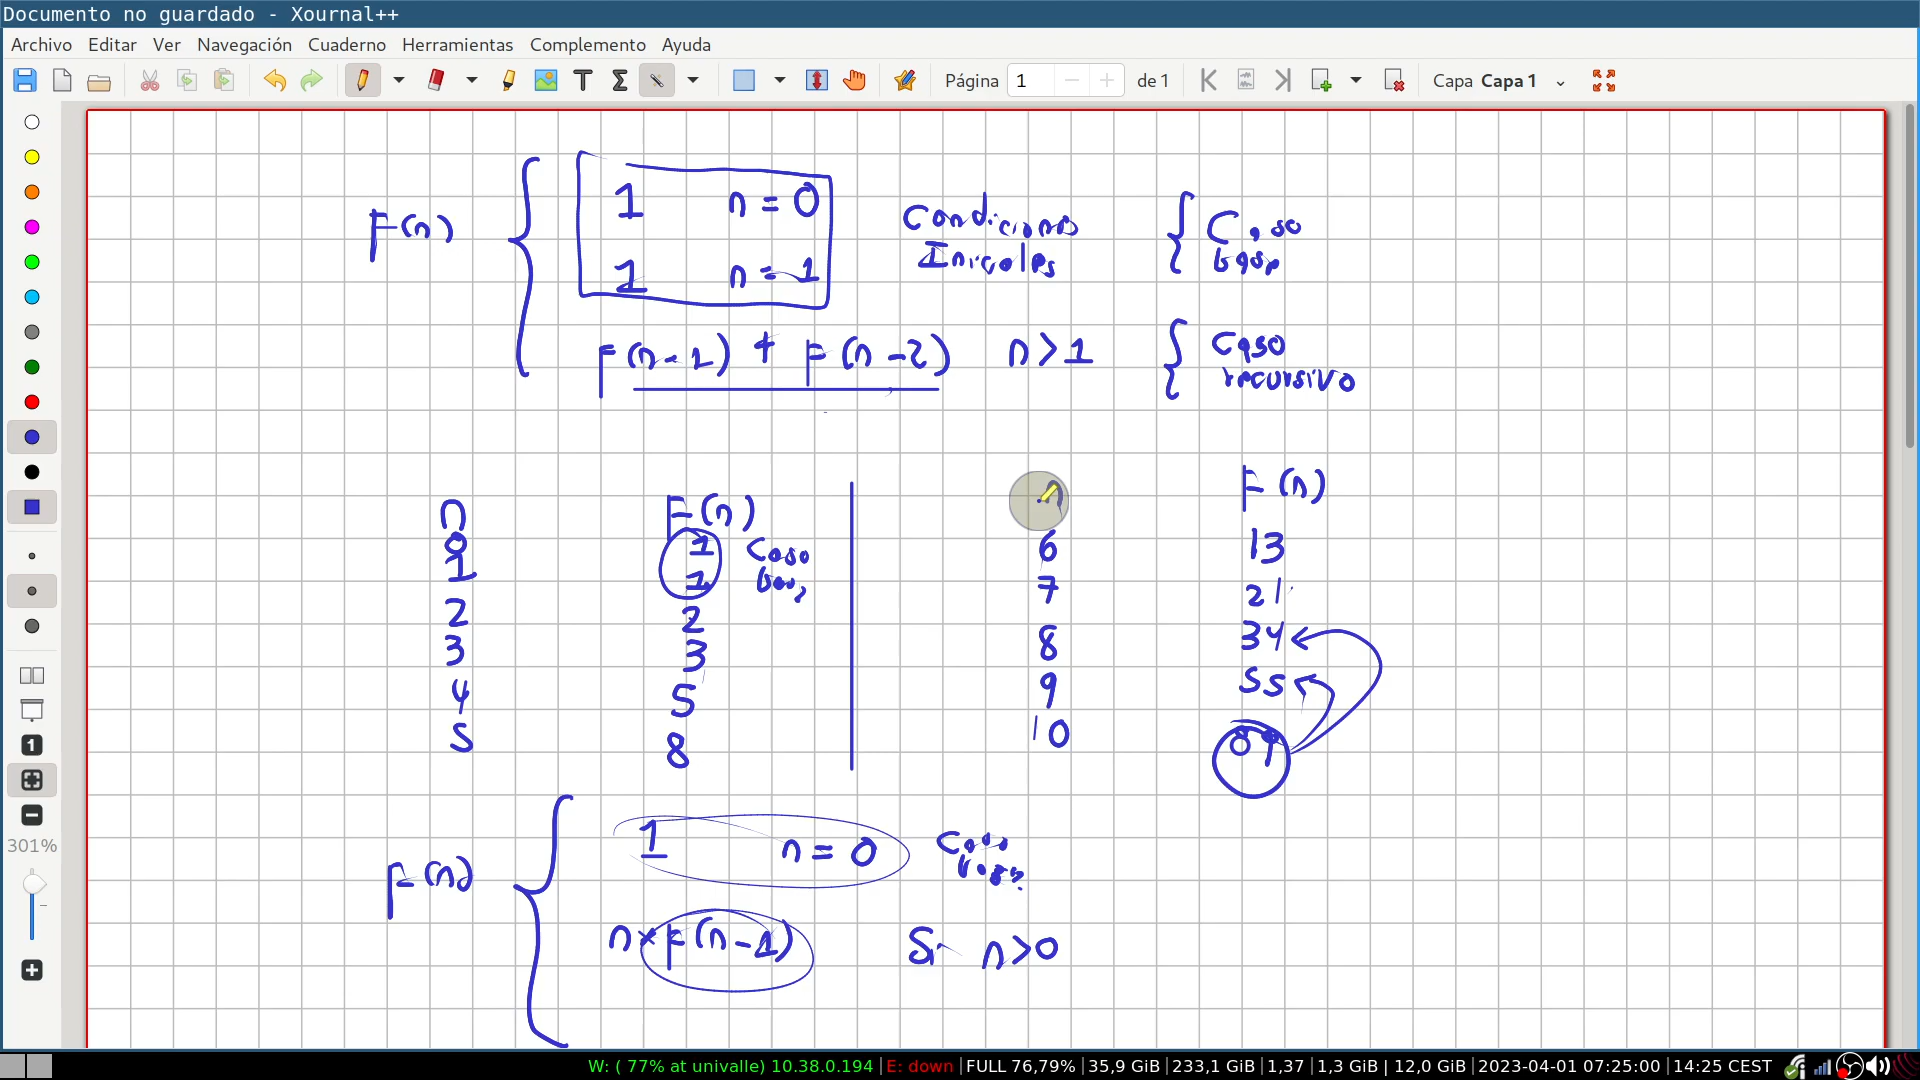 Documento no guardado - Xournal++
Archivo Editar Ver Navegación Cuaderno Herramientas Complemento Ayuda
Página 1 de 1 Capa Capa 1
F(n)
1 n = 0
1 n = 1
F(n-1) + F(n-2) n > 1
Condiciones
Iniciales
Caso
base
Caso
recursivo
n F(n)
0 1 Caso
1 1 base
2 2
3 3
4 5
5 8
n F(n)
6 13
7 21
8 34
9 55
10 89
F(n)
1 n = 0 Caso
base
n × F(n-1) Si n > 0
301%
W: ( 77% at univalle) 10.38.0.194 |E: down |FULL 76,79% |35,9 GiB |233,1 GiB |1,37 |1,3 GiB | 12,0 GiB |2023-04-01 07:25:00 |14:25 CEST